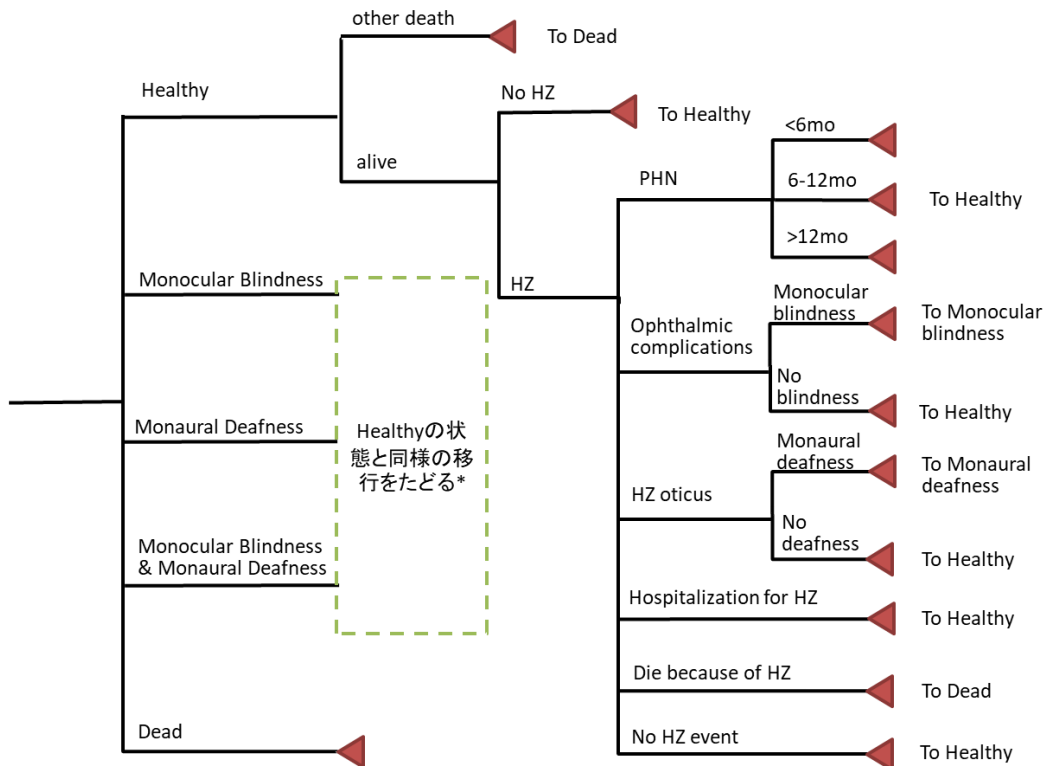 other death
To Dead
Healthy
No HZ
To Healthy
alive
<6mo
PHN
6-12mo
To Healthy
>12mo
HZ
Monocular Blindness
Monocular
blindness
To Monocular
blindness
Ophthalmic
complications
No
blindness
To Healthy
Monaural Deafness
Healthyの状
態と同様の移
行をたどる*
Monaural
deafness
To Monaural
deafness
HZ oticus
No
deafness
To Healthy
Monocular Blindness
& Monaural Deafness
Hospitalization for HZ
To Healthy
Die because of HZ
To Dead
Dead
No HZ event
To Healthy